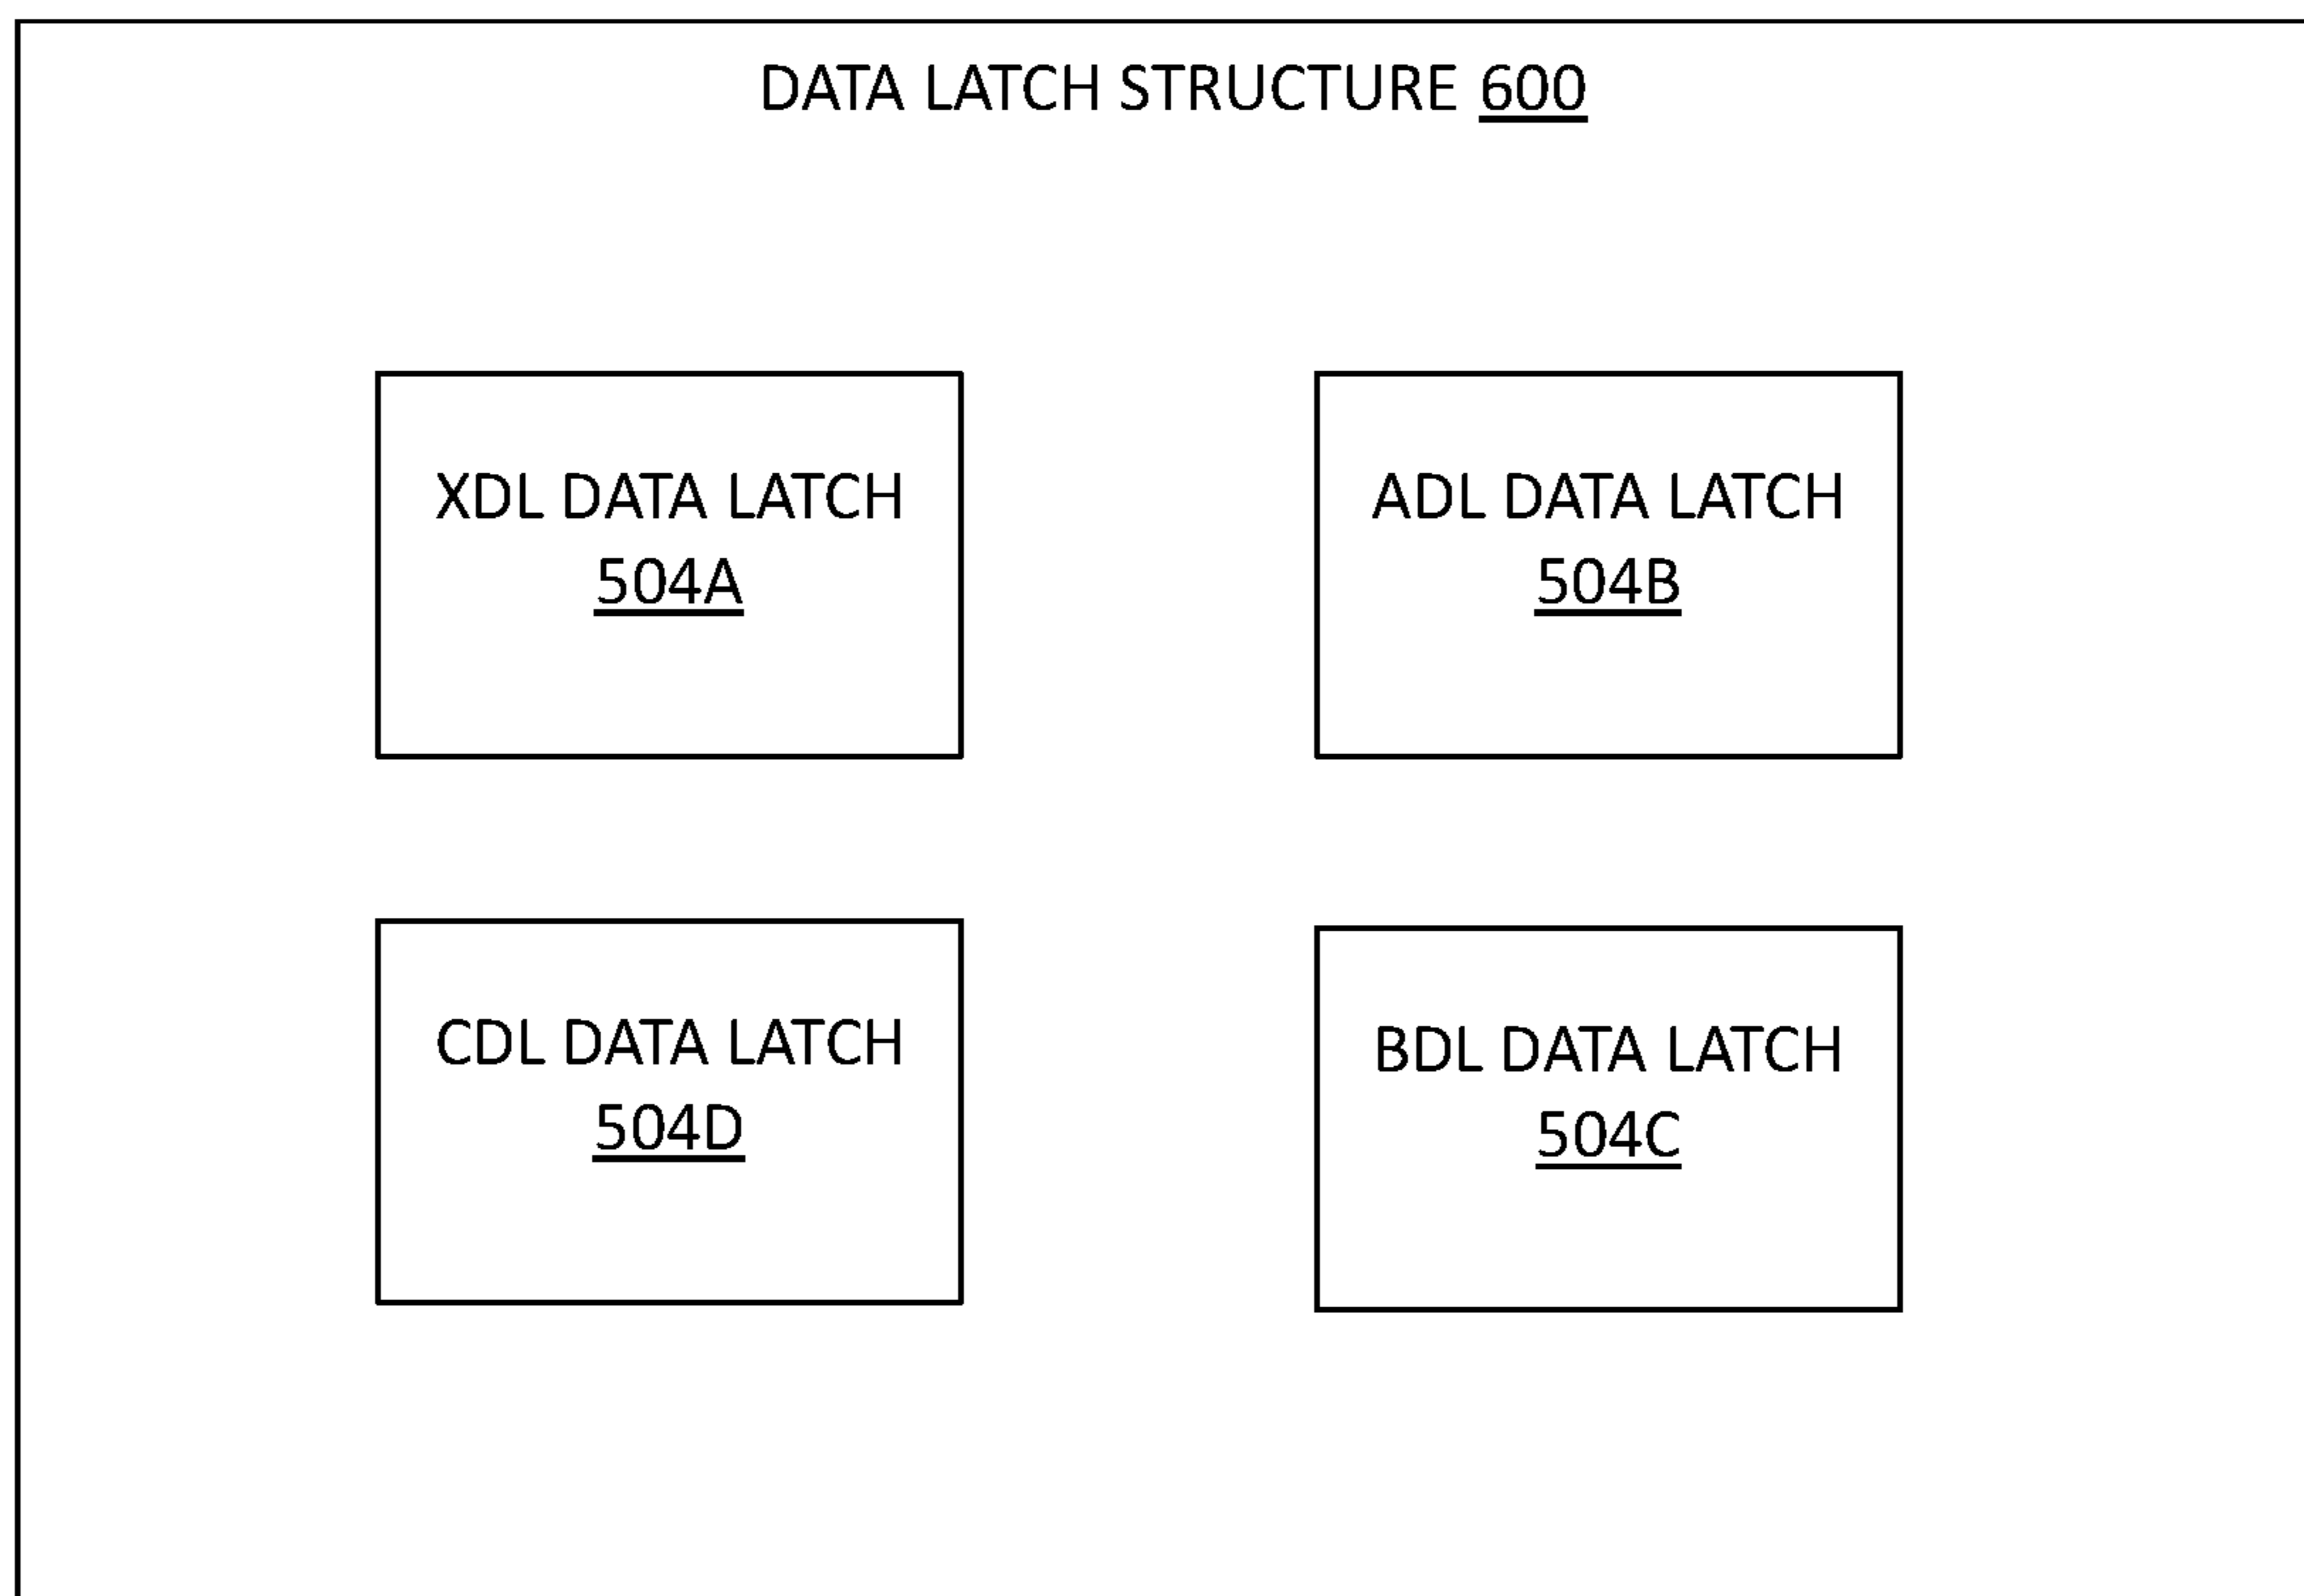 DATA LATCH STRUCTURE 600
XDL DATA LATCH
504A
ADL DATA LATCH
504B
CDL DATA LATCH
504D
BDL DATA LATCH
504C